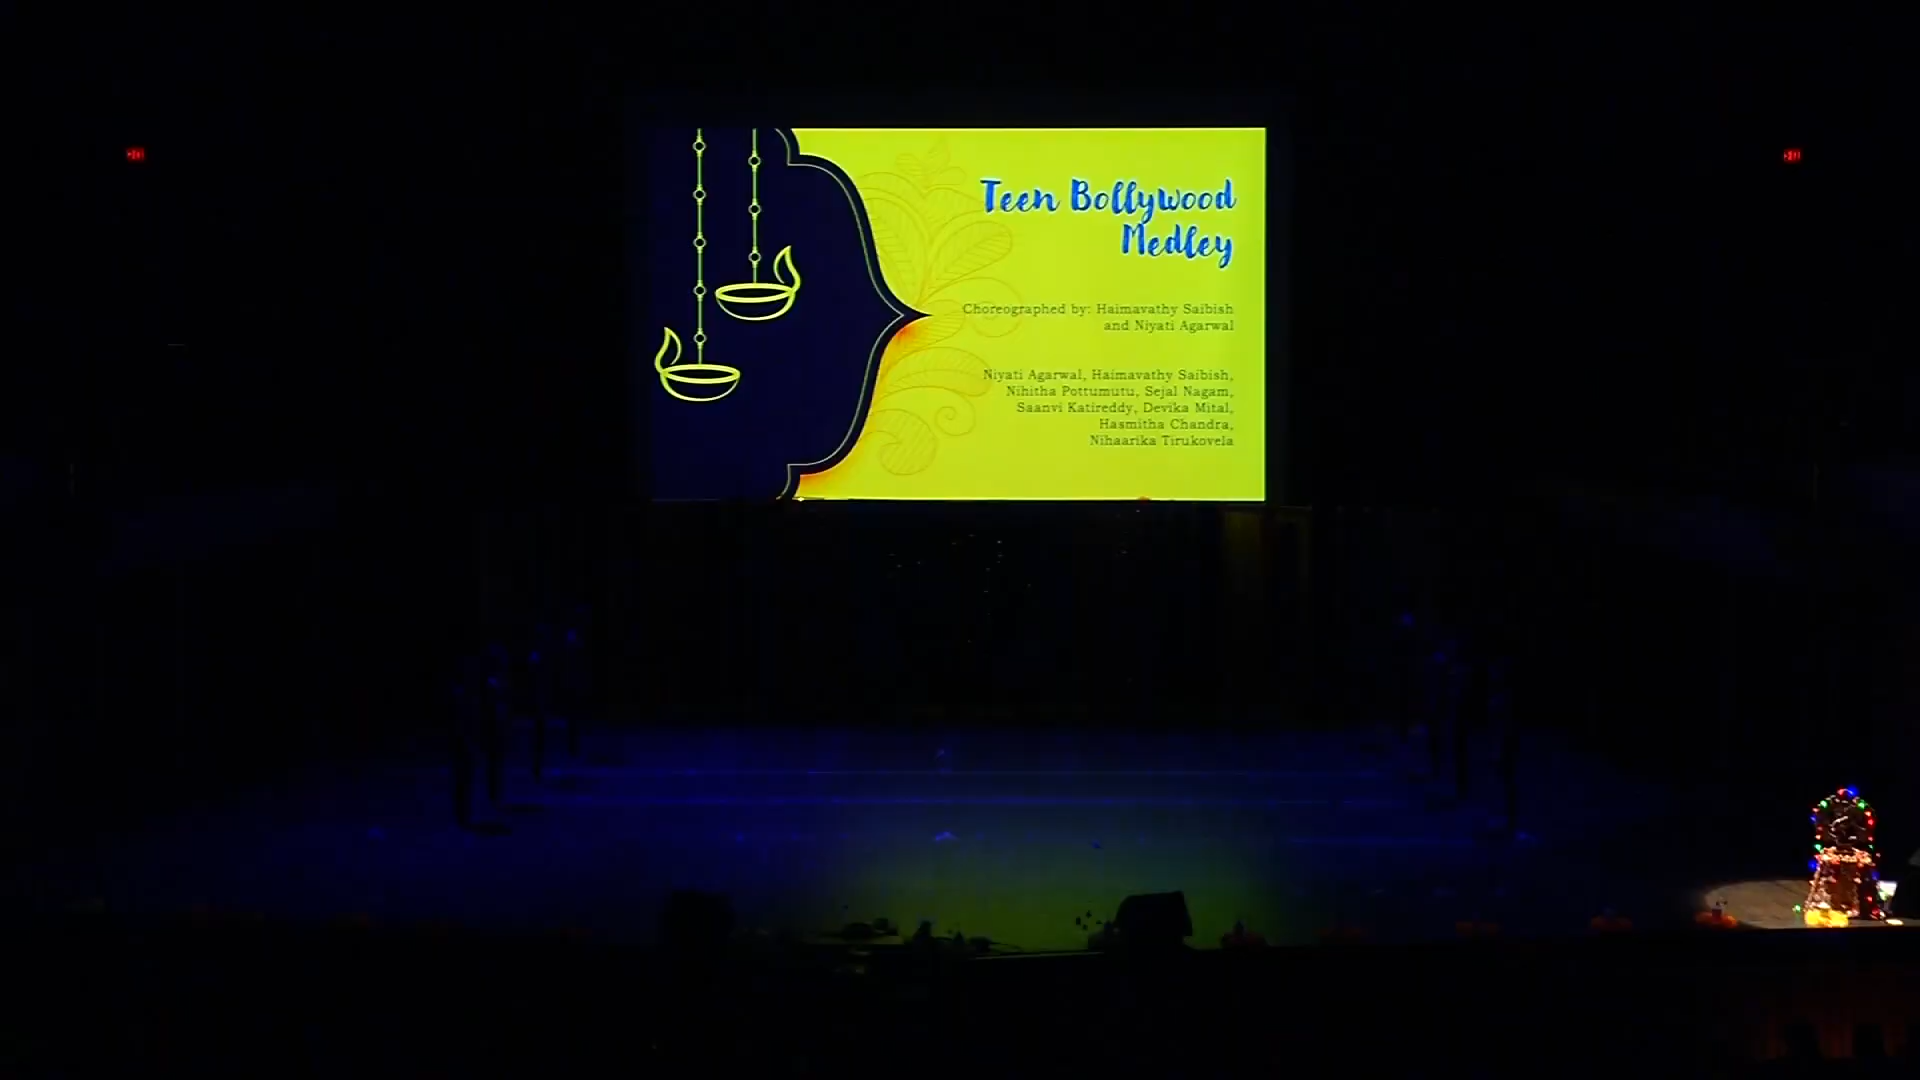 Teen Bollywood
Medley
Choreographed by: Haimavathy Saibish
and Niyati Agarwal
Niyati Agarwal, Haimavathy Saibish,
Nihitha Pottumutu, Sejal Nagam,
Saanvi Katireddy, Devika Mital,
Hasmitha Chandra,
Nihaarika Tirukovela